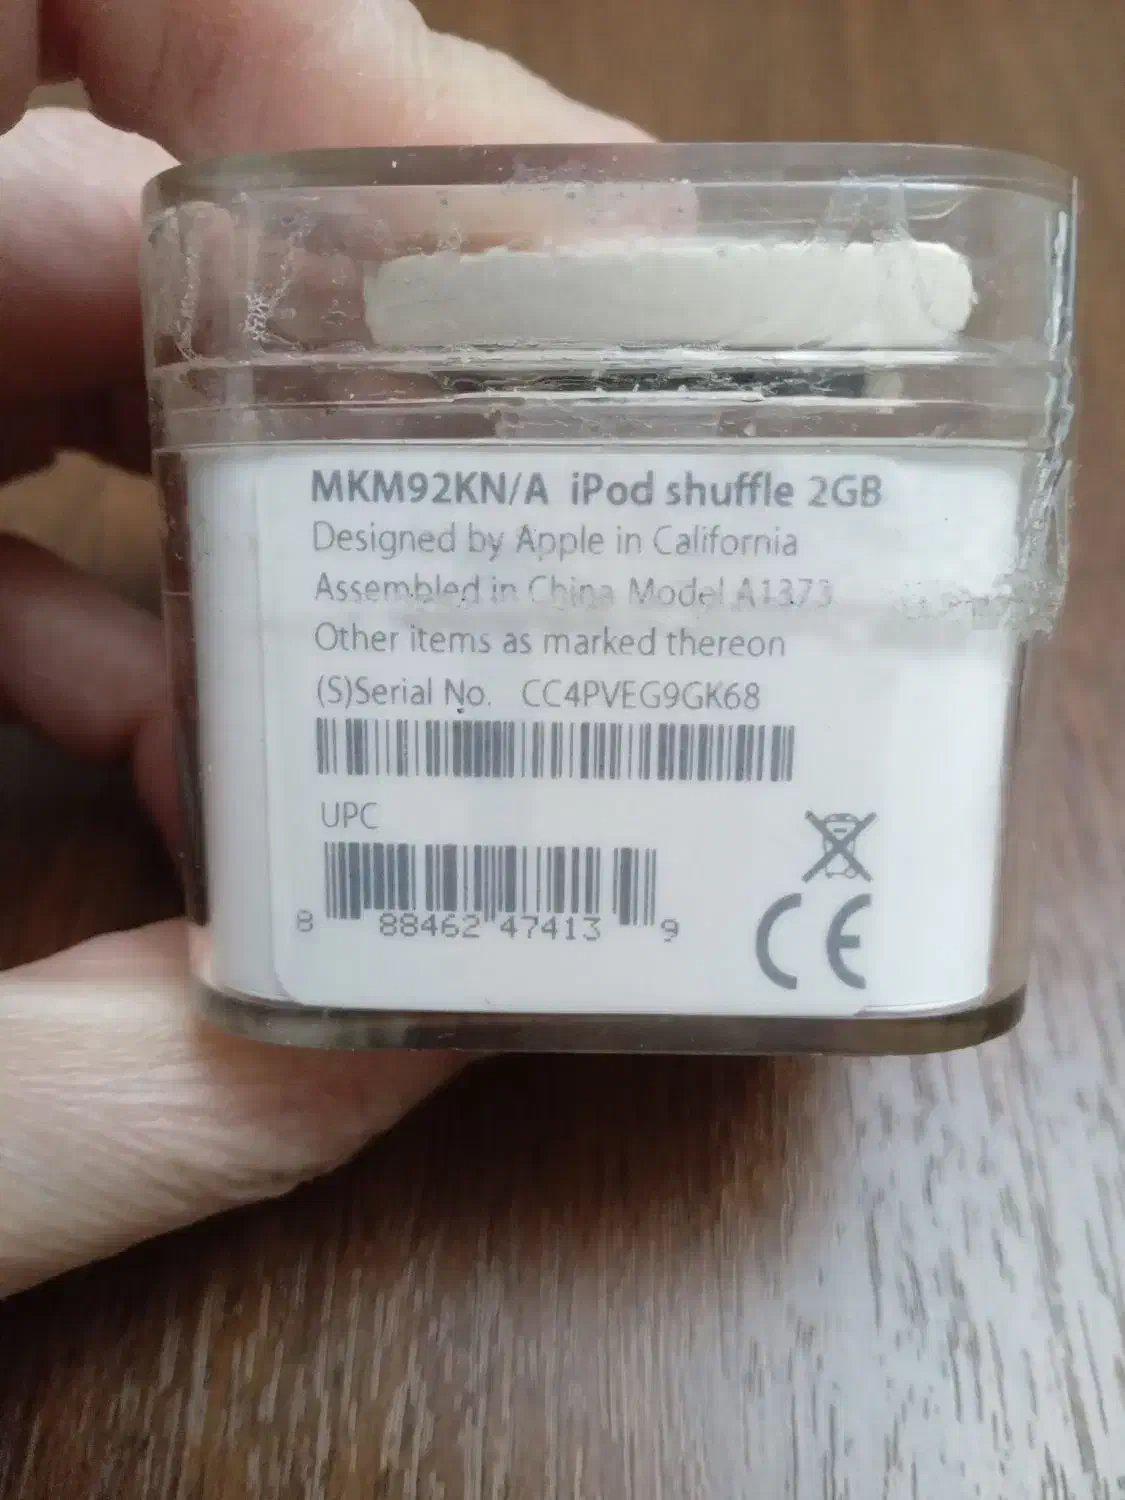 MKM92KN/A iPod shuffle 2GB
Designed by Apple in California
Assembled in China Model A1373
Other items as marked thereon
(S)Serial No. CC4PVEG9GK68
UPC
8 88462 47413 9
CE